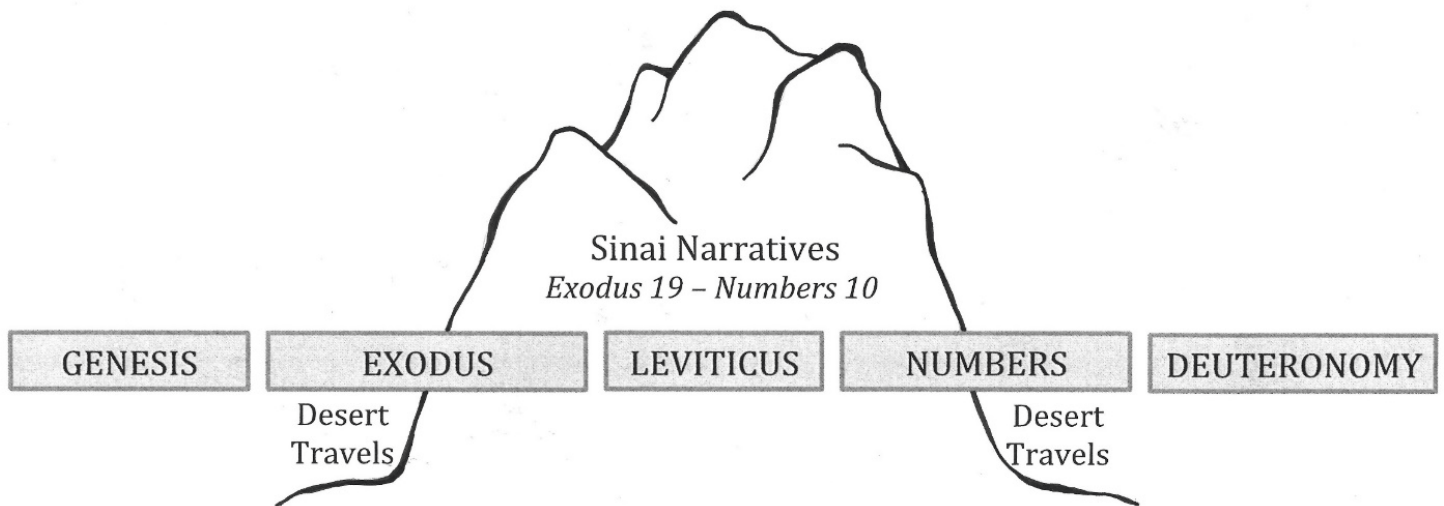 Sinai Narratives
Exodus 19 – Numbers 10
GENESIS
EXODUS
LEVITICUS
NUMBERS
DEUTERONOMY
Desert
Travels
Desert
Travels